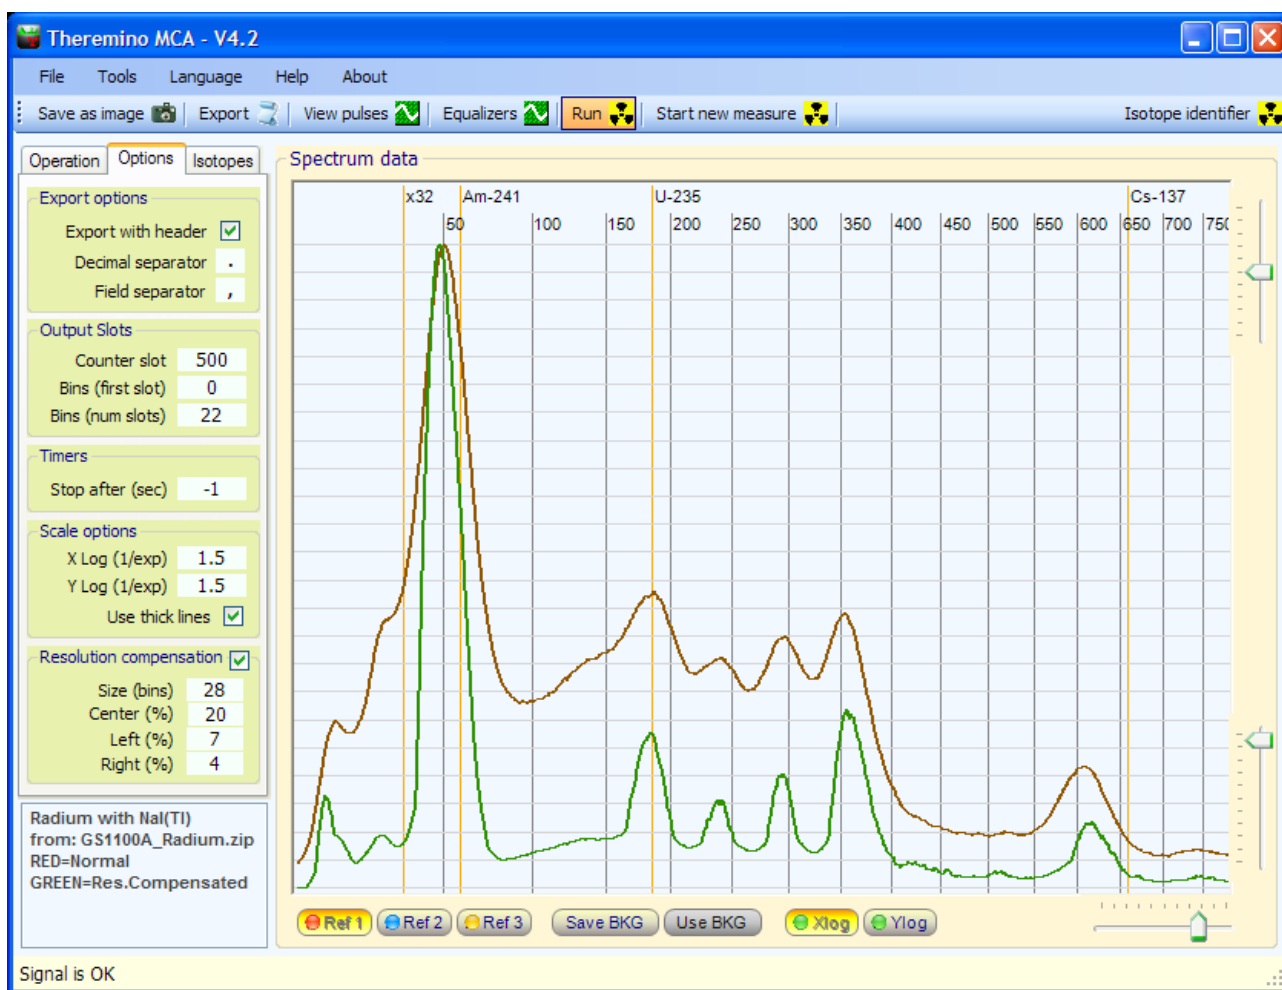 Theremino MCA - V4.2
File Tools Language Help About
Save as image Export View pulses Equalizers Run Start new measure Isotope identifier
Operation Options Isotopes
Export options
Export with header
Decimal separator .
Field separator ,
Output Slots
Counter slot 500
Bins (first slot) 0
Bins (num slots) 22
Timers
Stop after (sec) -1
Scale options
X Log (1/exp) 1.5
Y Log (1/exp) 1.5
Use thick lines
Resolution compensation
Size (bins) 28
Center (%) 20
Left (%) 7
Right (%) 4
Radium with NaI(Tl)
from: GS1100A_Radium.zip
RED=Normal
GREEN=Res.Compensated
Spectrum data
x32 Am-241 U-235 Cs-137
50 100 150 200 250 300 350 400 450 500 550 600 650 700 750
Ref 1 Ref 2 Ref 3 Save BKG Use BKG Xlog Ylog
Signal is OK